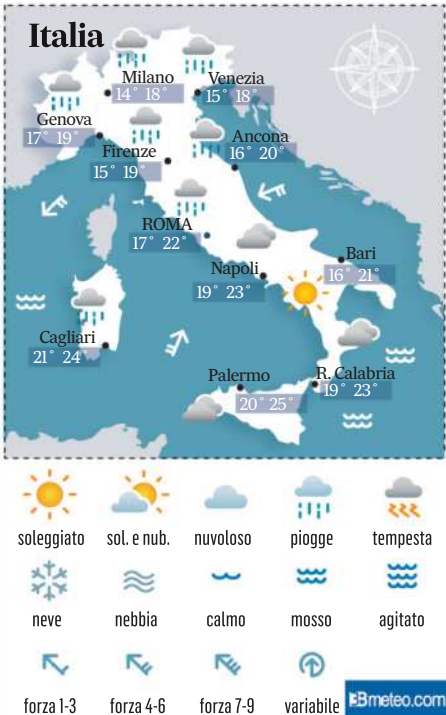 Italia
Milano
14° 18°
Venezia
15° 18°
Genova
17° 19°
Firenze
15° 19°
Ancona
16° 20°
ROMA
17° 22°
Bari
16° 21°
Napoli
19° 23°
Cagliari
21° 24°
Palermo
20° 25°
R. Calabria
19° 23°
soleggiato sol. e nub. nuvoloso piogge tempesta
neve nebbia calmo mosso agitato
forza 1-3 forza 4-6 forza 7-9 variabile
3Bmeteo.com